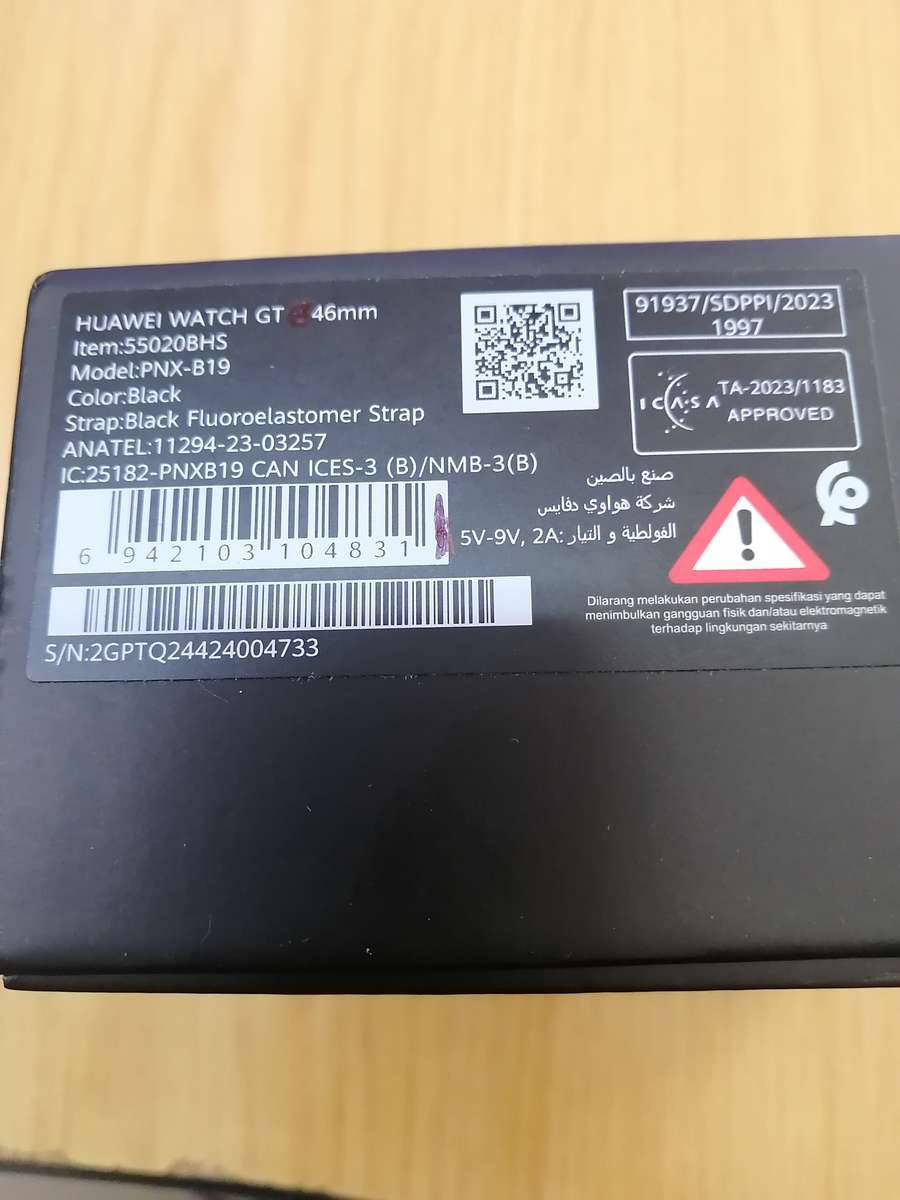 HUAWEI WATCH GT 46mm
Item:55020BHS
Model:PNX-B19
Color:Black
Strap:Black Fluoroelastomer Strap
ANATEL:11294-23-03257
IC:25182-PNXB19 CAN ICES-3 (B)/NMB-3(B)
6 942103 104831
S/N:2GPTQ24424004733
91937/SDPPI/2023
1997
ICASA TA-2023/1183
APPROVED
صنع بالصين
شركة هواوي دفايس
الفولطية و التيار: 5V-9V, 2A
!
Dilarang melakukan perubahan spesifikasi yang dapat
menimbulkan gangguan fisik dan/atau elektromagnetik
terhadap lingkungan sekitarnya